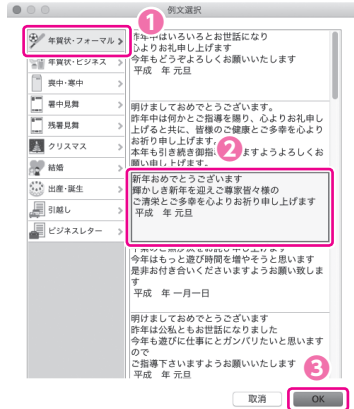 例文選択
1
年賀状・フォーマル
年賀状・ビジネス
喪中・寒中
暑中見舞
残暑見舞
クリスマス
結婚
出産・誕生
引越し
ビジネスレター
昨年中はいろいろとお世話になり
心よりお礼申し上げます
今年もどうぞよろしくお願いいたします
平成 年 元旦
明けましておめでとうございます。
昨年中は何かとご指導を賜り、心よりお礼申し
上げると共に、皆様のご健康とご多幸を心より
お祈り申し上げます。
本年も引き続き御指 ますようよろしくお
願い申し上げます。
2
新年おめでとうございます
輝かしき新年を迎えご尊家皆々様の
ご清栄とご多幸を心よりお祈り申し上げます
平成 年 元旦
今年はもっと遊び時間を増やそうと思います
是非お付き合いくださいますようお願い致しま
す
平成 年 一月一日
明けましておめでとうございます
昨年は公私ともお世話になりました
今年も遊びに仕事にとガンバリたいと思います
ので
ご指導下さいますようお願いいたします
平成 年 元旦
3
取消
OK